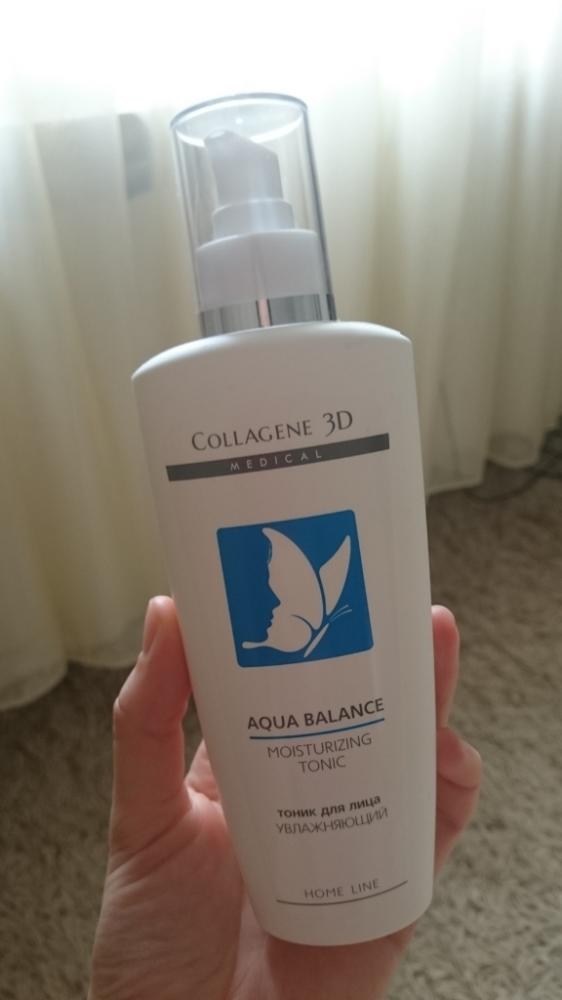 COLLAGENE 3D
MEDICAL
AQUA BALANCE
MOISTURIZING
TONIC
тоник для лица
УВЛАЖНЯЮЩИЙ
HOME LINE